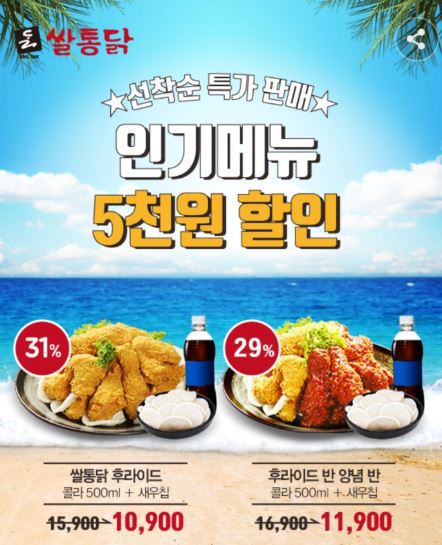 쌀통닭
★선착순 특가 판매★
인기메뉴
5천원 할인
31%
29%
쌀통닭 후라이드
콜라 500ml + 새우칩
15,900→10,900
후라이드 반 양념 반
콜라 500ml + 새우칩
16,900→11,900